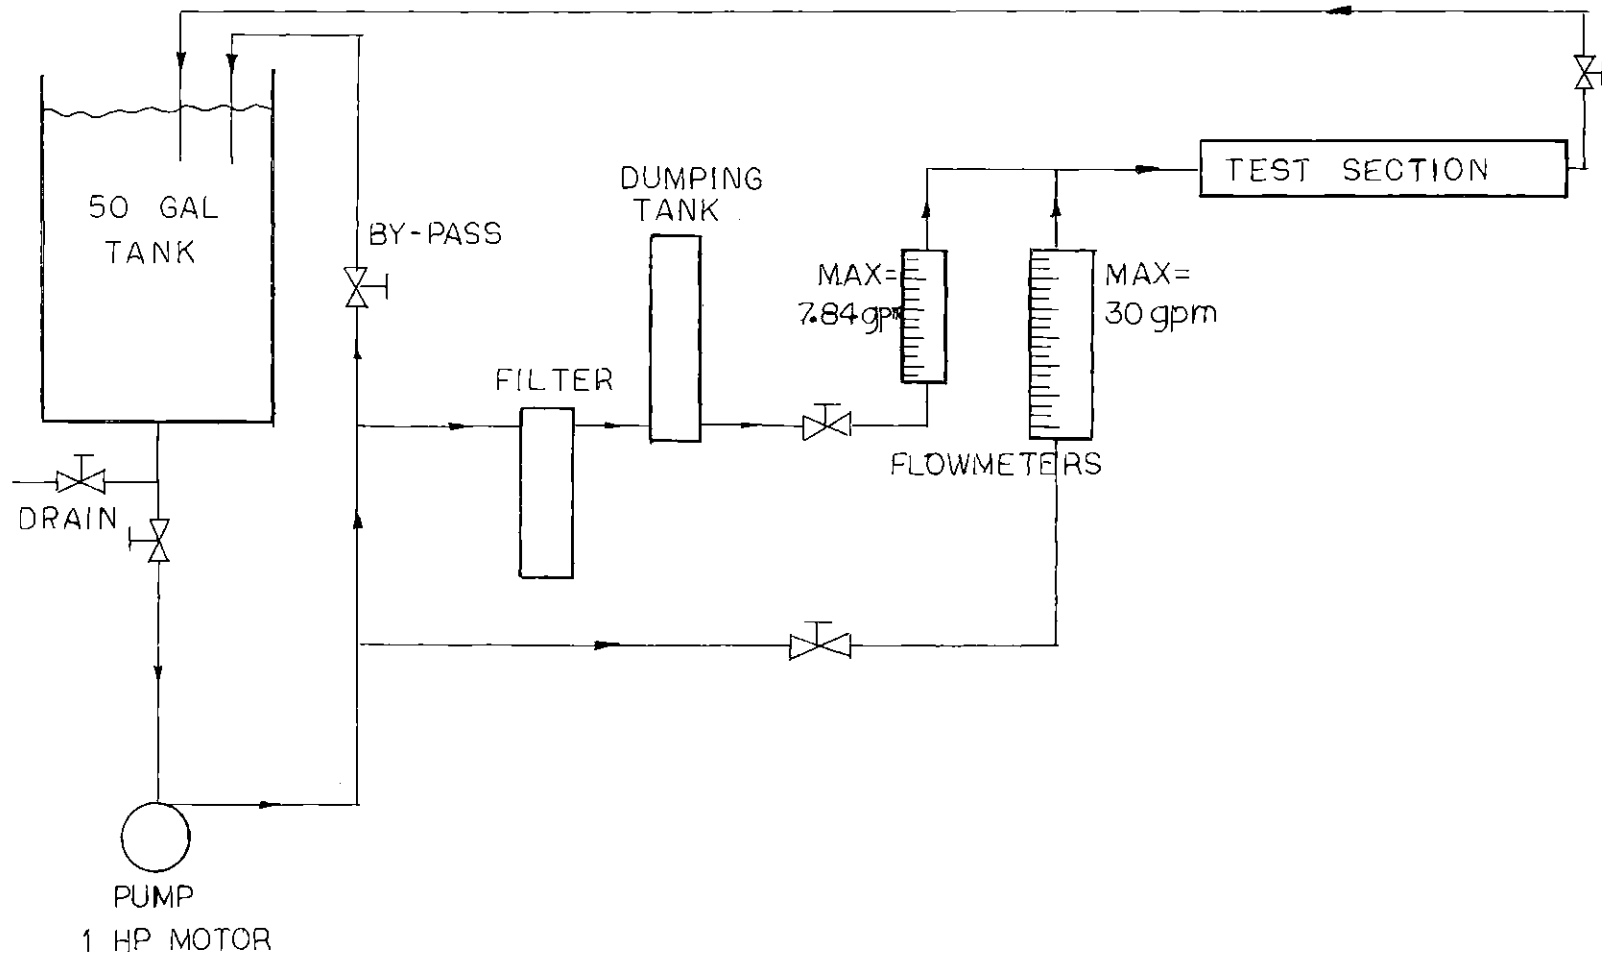 50 GAL
TANK
BY-PASS
DUMPING
TANK
TEST SECTION
MAX=
7.84 gpm
MAX=
30 gpm
FILTER
FLOWMETERS
DRAIN
PUMP
1 HP MOTOR